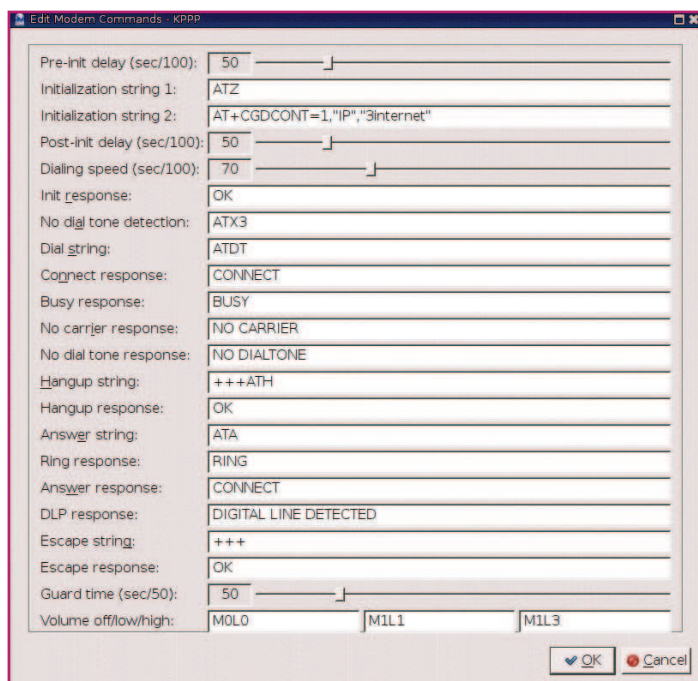 Edit Modem Commands - KPPP
Pre-init delay (sec/100): 50
Initialization string 1: ATZ
Initialization string 2: AT+CGDCONT=1,"IP","3internet"
Post-init delay (sec/100): 50
Dialing speed (sec/100): 70
Init response: OK
No dial tone detection: ATX3
Dial string: ATDT
Connect response: CONNECT
Busy response: BUSY
No carrier response: NO CARRIER
No dial tone response: NO DIALTONE
Hangup string: +++ATH
Hangup response: OK
Answer string: ATA
Ring response: RING
Answer response: CONNECT
DLP response: DIGITAL LINE DETECTED
Escape string: +++
Escape response: OK
Guard time (sec/50): 50
Volume off/low/high: M0L0 M1L1 M1L3
OK Cancel